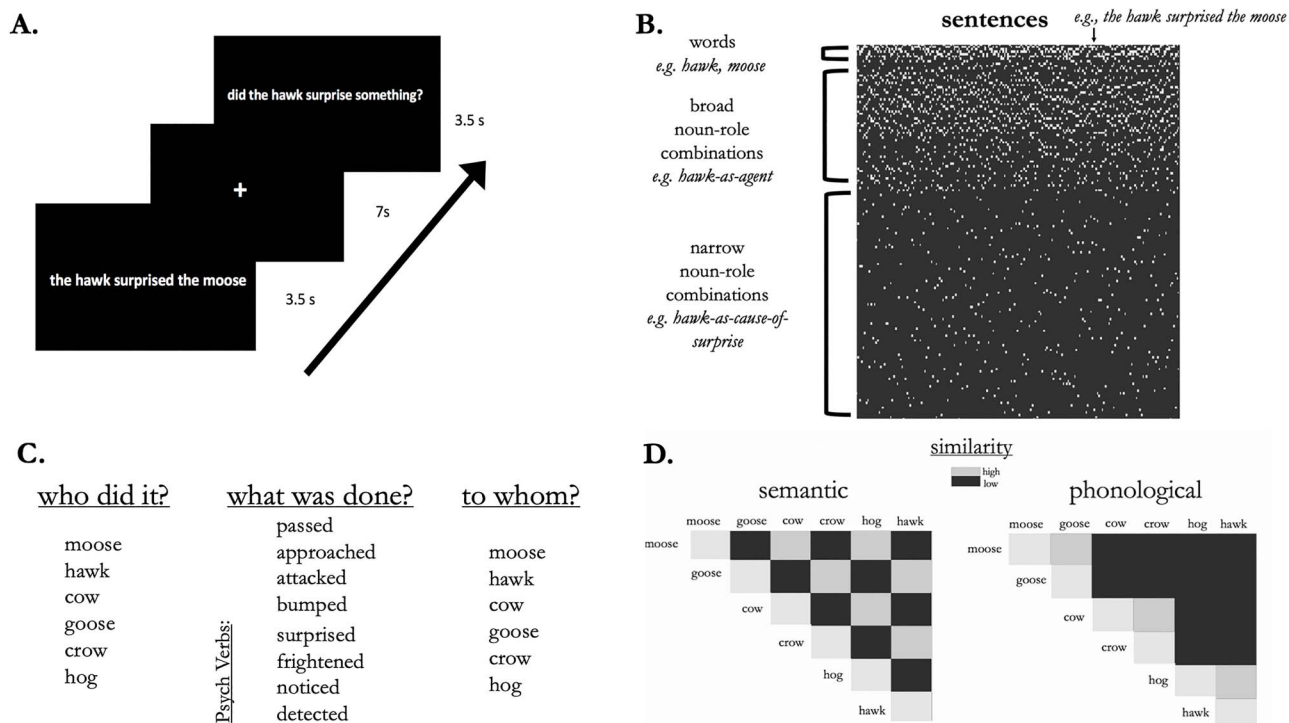 A.
did the hawk surprise something?
3.5 s
+
7s
the hawk surprised the moose
3.5 s
B.
sentences
e.g., the hawk surprised the moose
words
e.g. hawk, moose
broad
noun-role
combinations
e.g. hawk-as-agent
narrow
noun-role
combinations
e.g. hawk-as-cause-of-
surprise
C.
who did it?
moose
hawk
cow
goose
crow
hog
what was done?
passed
approached
attacked
bumped
Psych Verbs:
surprised
frightened
noticed
detected
to whom?
moose
hawk
cow
goose
crow
hog
D.
similarity
high
low
semantic
moose goose cow crow hog hawk
moose
goose
cow
crow
hog
hawk
phonological
moose goose cow crow hog hawk
moose
goose
cow
crow
hog
hawk